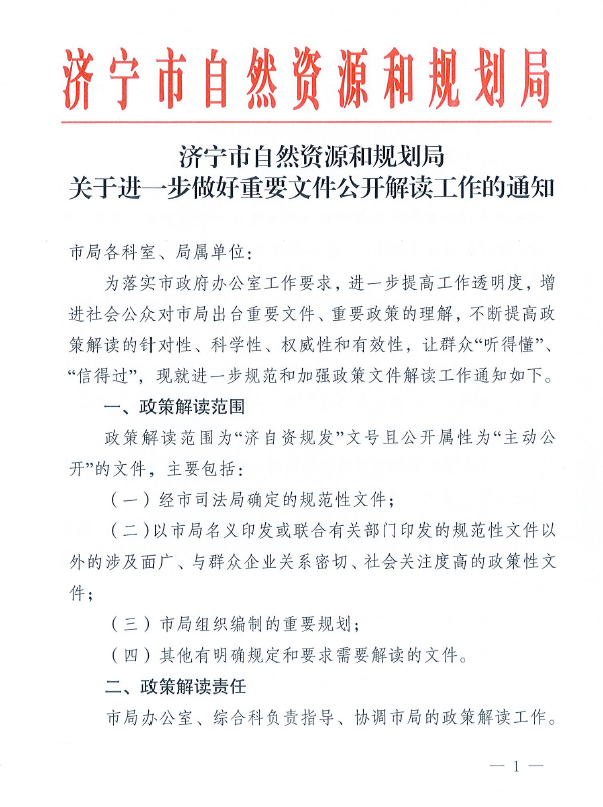 济宁市自然资源和规划局
济宁市自然资源和规划局
关于进一步做好重要文件公开解读工作的通知
市局各科室、局属单位：
为落实市政府办公室工作要求，进一步提高工作透明度，增
进社会公众对市局出台重要文件、重要政策的理解，不断提高政
策解读的针对性、科学性、权威性和有效性，让群众“听得懂”、
“信得过”，现就进一步规范和加强政策文件解读工作通知如下。
一、政策解读范围
政策解读范围为“济自资规发”文号且公开属性为“主动公
开”的文件，主要包括：
（一）经市司法局确定的规范性文件；
（二）以市局名义印发或联合有关部门印发的规范性文件以
外的涉及面广、与群众企业关系密切、社会关注度高的政策性文
件；
（三）市局组织编制的重要规划；
（四）其他有明确规定和要求需要解读的文件。
二、政策解读责任
市局办公室、综合科负责指导、协调市局的政策解读工作。
— 1 —